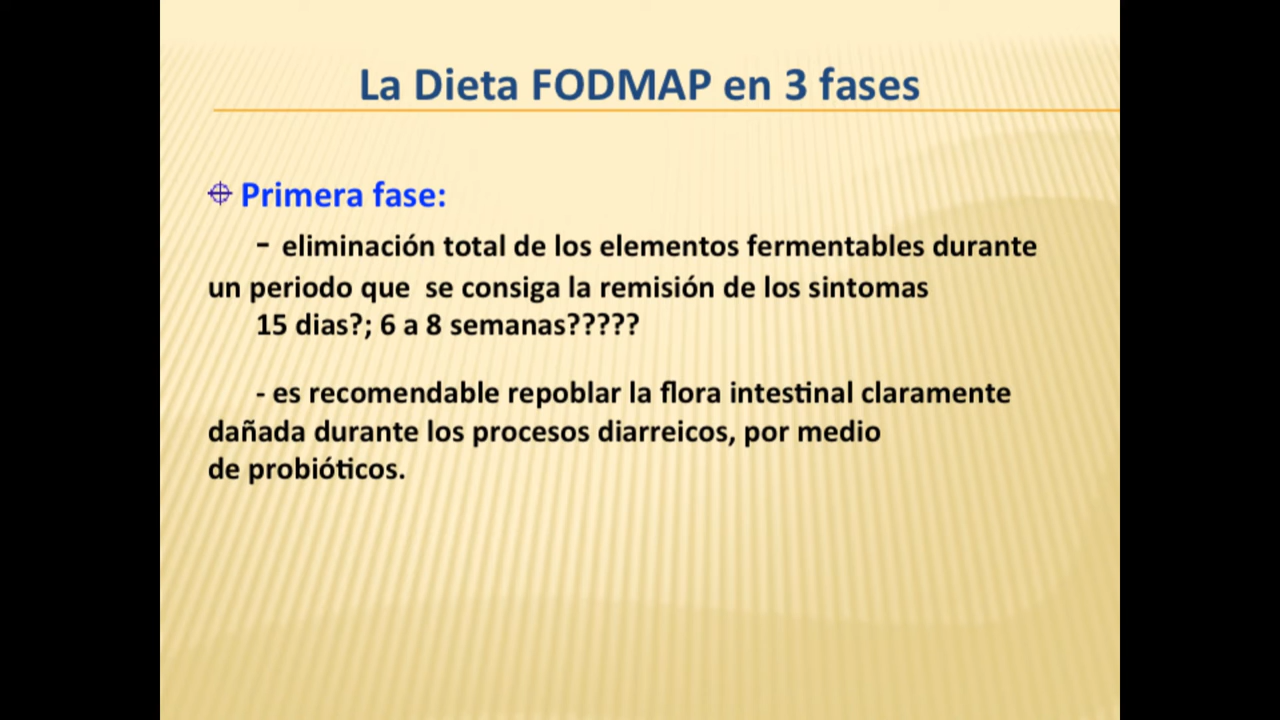 La Dieta FODMAP en 3 fases
Primera fase:
- eliminación total de los elementos fermentables durante
un periodo que  se consiga la remisión de los sintomas
15 dias?; 6 a 8 semanas?????
- es recomendable repoblar la flora intestinal claramente
dañada durante los procesos diarreicos, por medio
de probióticos.